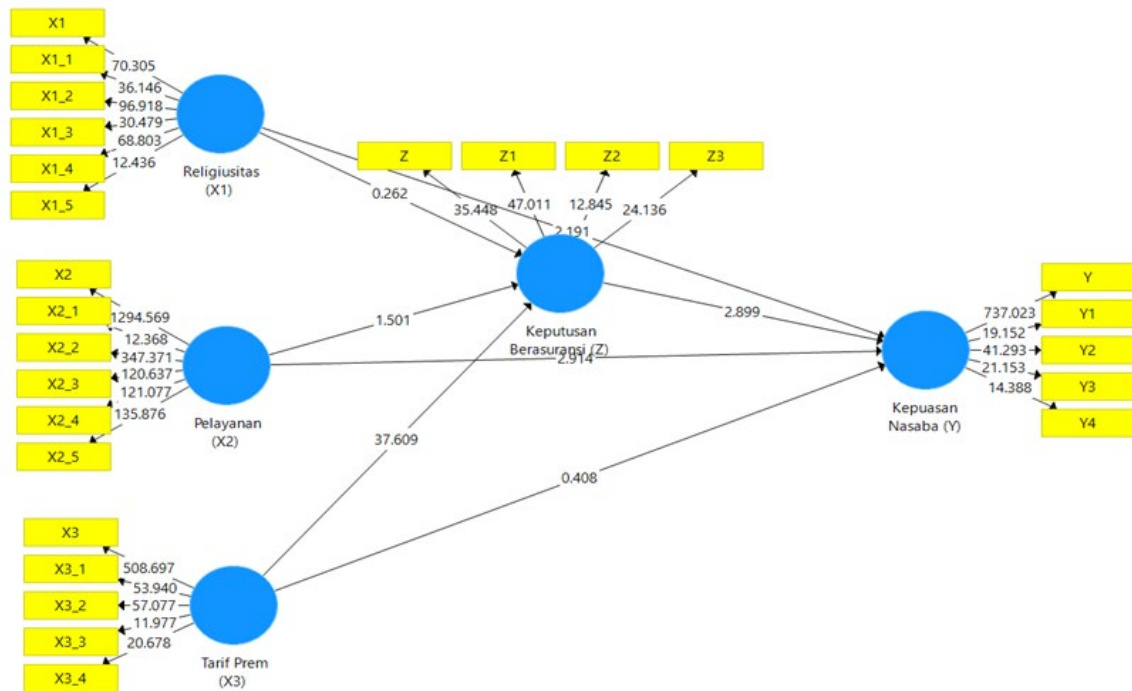 X1
X1_1
X1_2
X1_3
X1_4
X1_5
70.305
36.146
96.918
30.479
68.803
12.436
Religiusitas
(X1)
Z
Z1
Z2
Z3
35.448
47.011
12.845
24.136
0.262
2.191
Keputusan
Berasuransi (Z)
X2
X2_1
X2_2
X2_3
X2_4
X2_5
1294.569
12.368
347.371
120.637
121.077
135.876
Pelayanan
(X2)
1.501
2.914
2.899
37.609
0.408
Y
Y1
Y2
Y3
Y4
737.023
19.152
41.293
21.153
14.388
Kepuasan
Nasaba (Y)
X3
X3_1
X3_2
X3_3
X3_4
508.697
53.940
57.077
11.977
20.678
Tarif Prem
(X3)